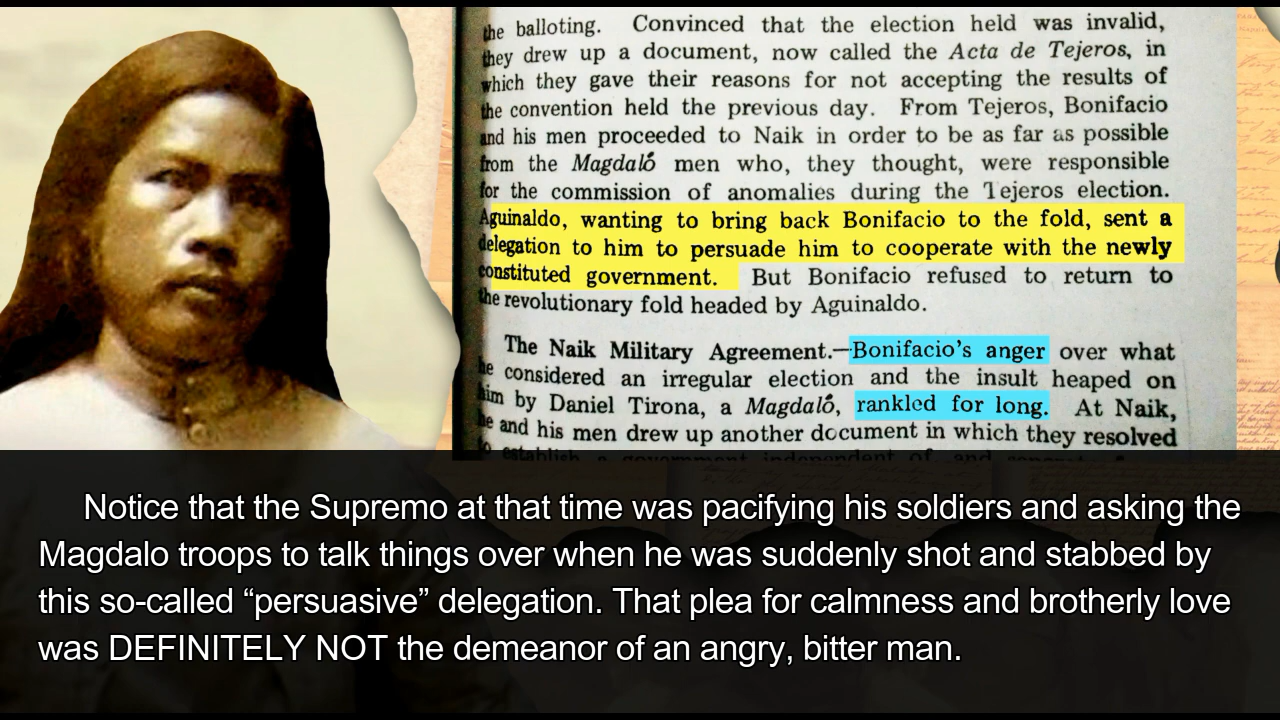 the balloting. Convinced that the election held was invalid,
they drew up a document, now called the Acta de Tejeros, in
which they gave their reasons for not accepting the results of
the convention held the previous day. From Tejeros, Bonifacio
and his men proceeded to Naik in order to be as far as possible
from the Magdaló men who, they thought, were responsible
for the commission of anomalies during the Tejeros election.
Aguinaldo, wanting to bring back Bonifacio to the fold, sent a
delegation to him to persuade him to cooperate with the newly
constituted government. But Bonifacio refused to return to
the revolutionary fold headed by Aguinaldo.
The Naik Military Agreement.—Bonifacio's anger over what
he considered an irregular election and the insult heaped on
him by Daniel Tirona, a Magdaló, rankled for long. At Naik,
he and his men drew up another document in which they resolved
to establish a government independent of and
Notice that the Supremo at that time was pacifying his soldiers and asking the
Magdalo troops to talk things over when he was suddenly shot and stabbed by
this so-called “persuasive” delegation. That plea for calmness and brotherly love
was DEFINITELY NOT the demeanor of an angry, bitter man.